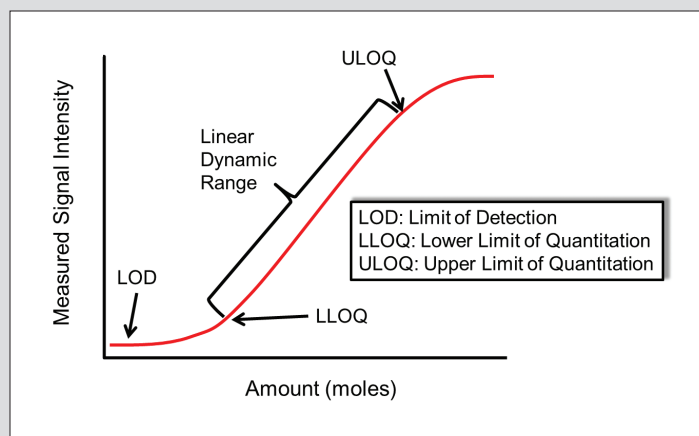 ULOQ
Linear
Dynamic
Range
Measured Signal Intensity
LOD: Limit of Detection
LLOQ: Lower Limit of Quantitation
ULOQ: Upper Limit of Quantitation
LOD
LLOQ
Amount (moles)